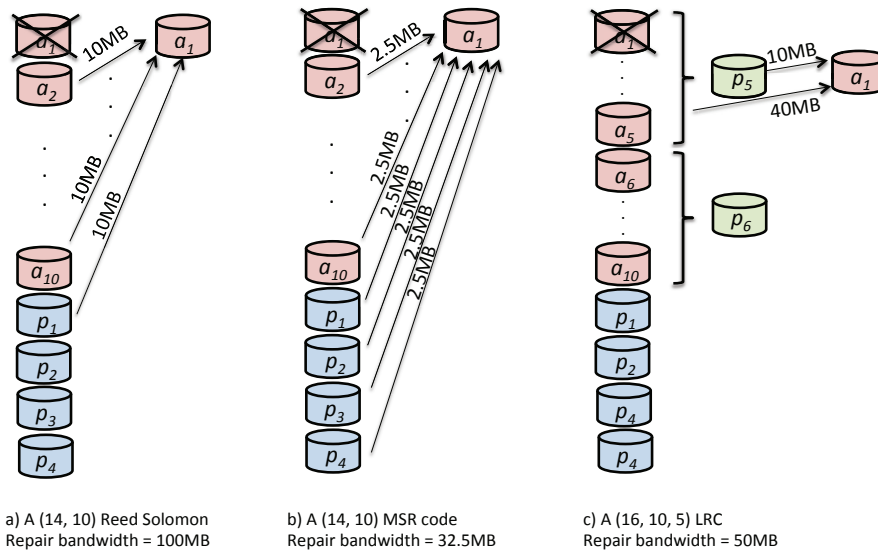 a1
10MB
a1
a2
10MB
10MB
a10
p1
p2
p3
p4
a) A (14, 10) Reed Solomon
Repair bandwidth = 100MB
a1
2.5MB
a1
a2
2.5MB
2.5MB
2.5MB
2.5MB
2.5MB
a10
p1
p2
p3
p4
b) A (14, 10) MSR code
Repair bandwidth = 32.5MB
a1
p5
10MB
a1
40MB
a5
a6
p6
a10
p1
p2
p4
p4
c) A (16, 10, 5) LRC
Repair bandwidth = 50MB